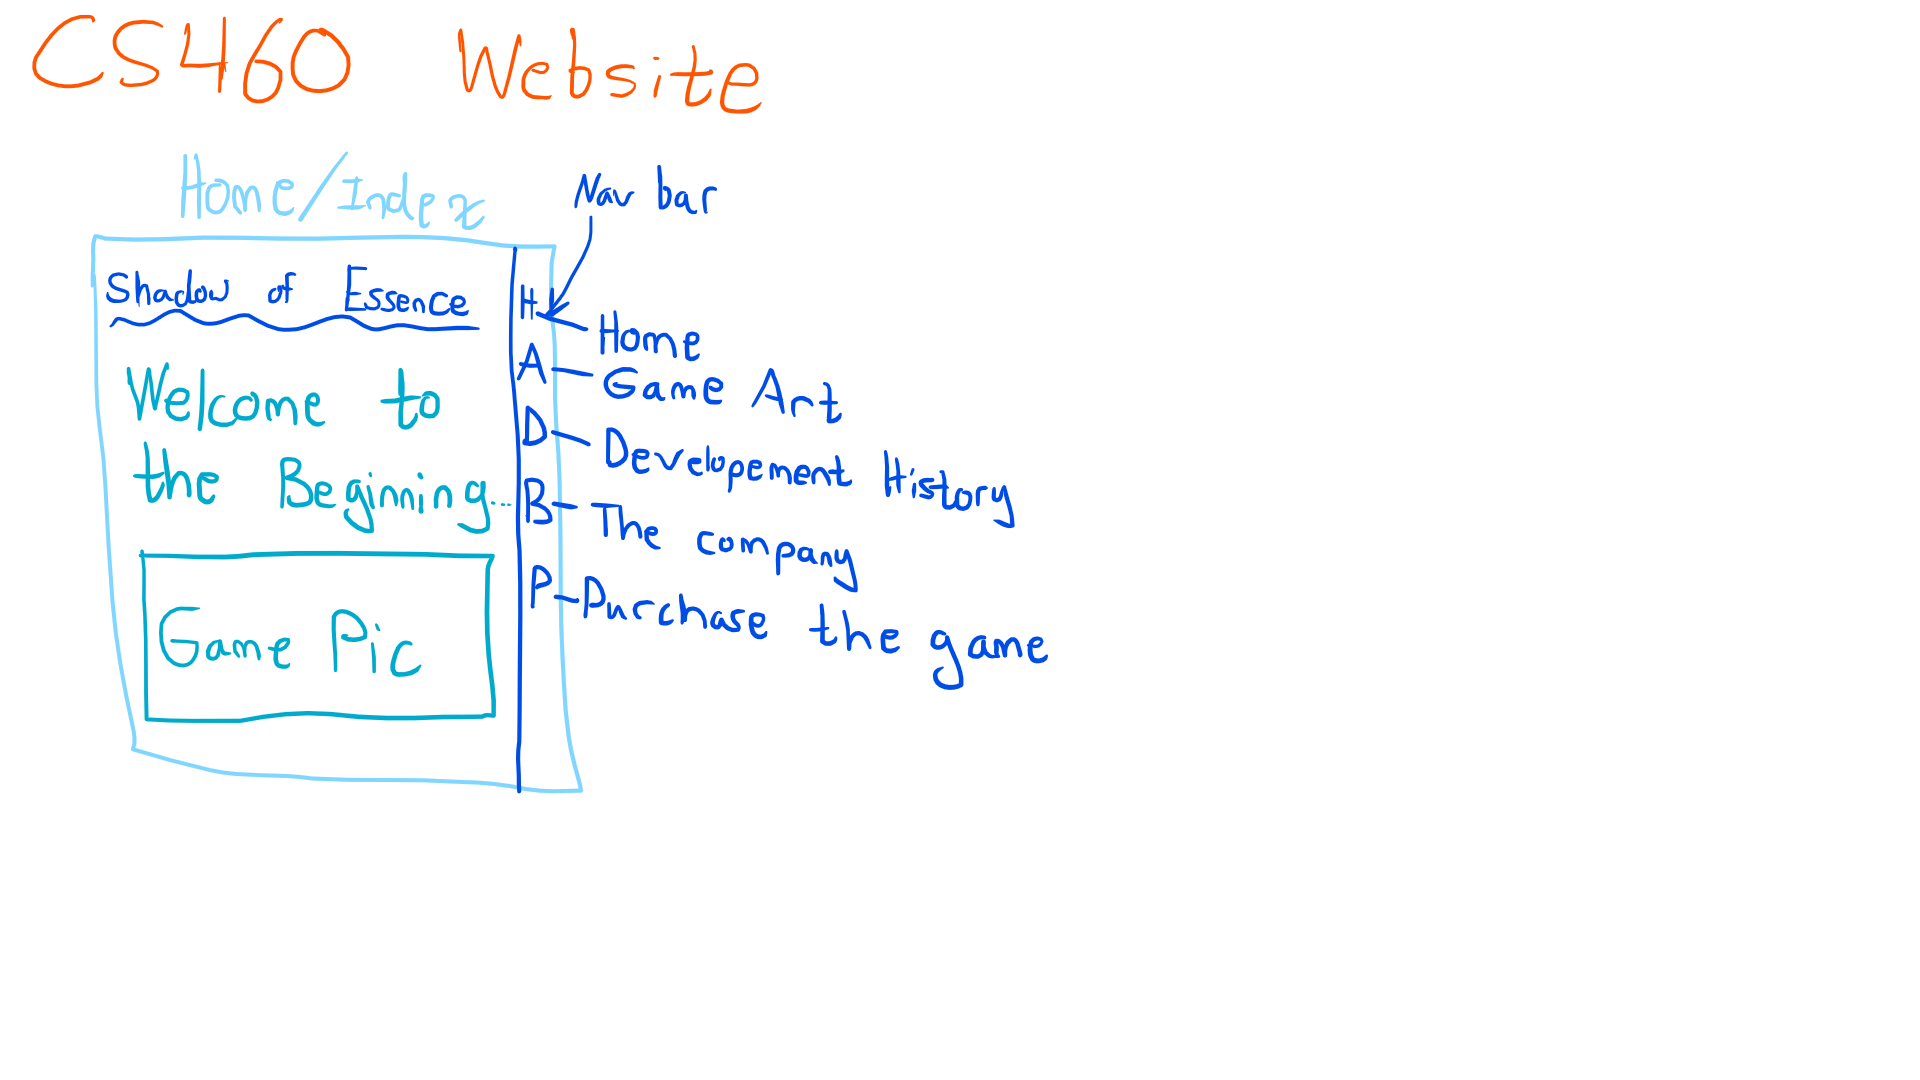 CS460 Website
Home/Index
Nav bar
Shadow of Essence
Welcome to
the Beginning...
Game Pic
H - Home
A - Game Art
D - Developement History
B - The company
P - Purchase the game